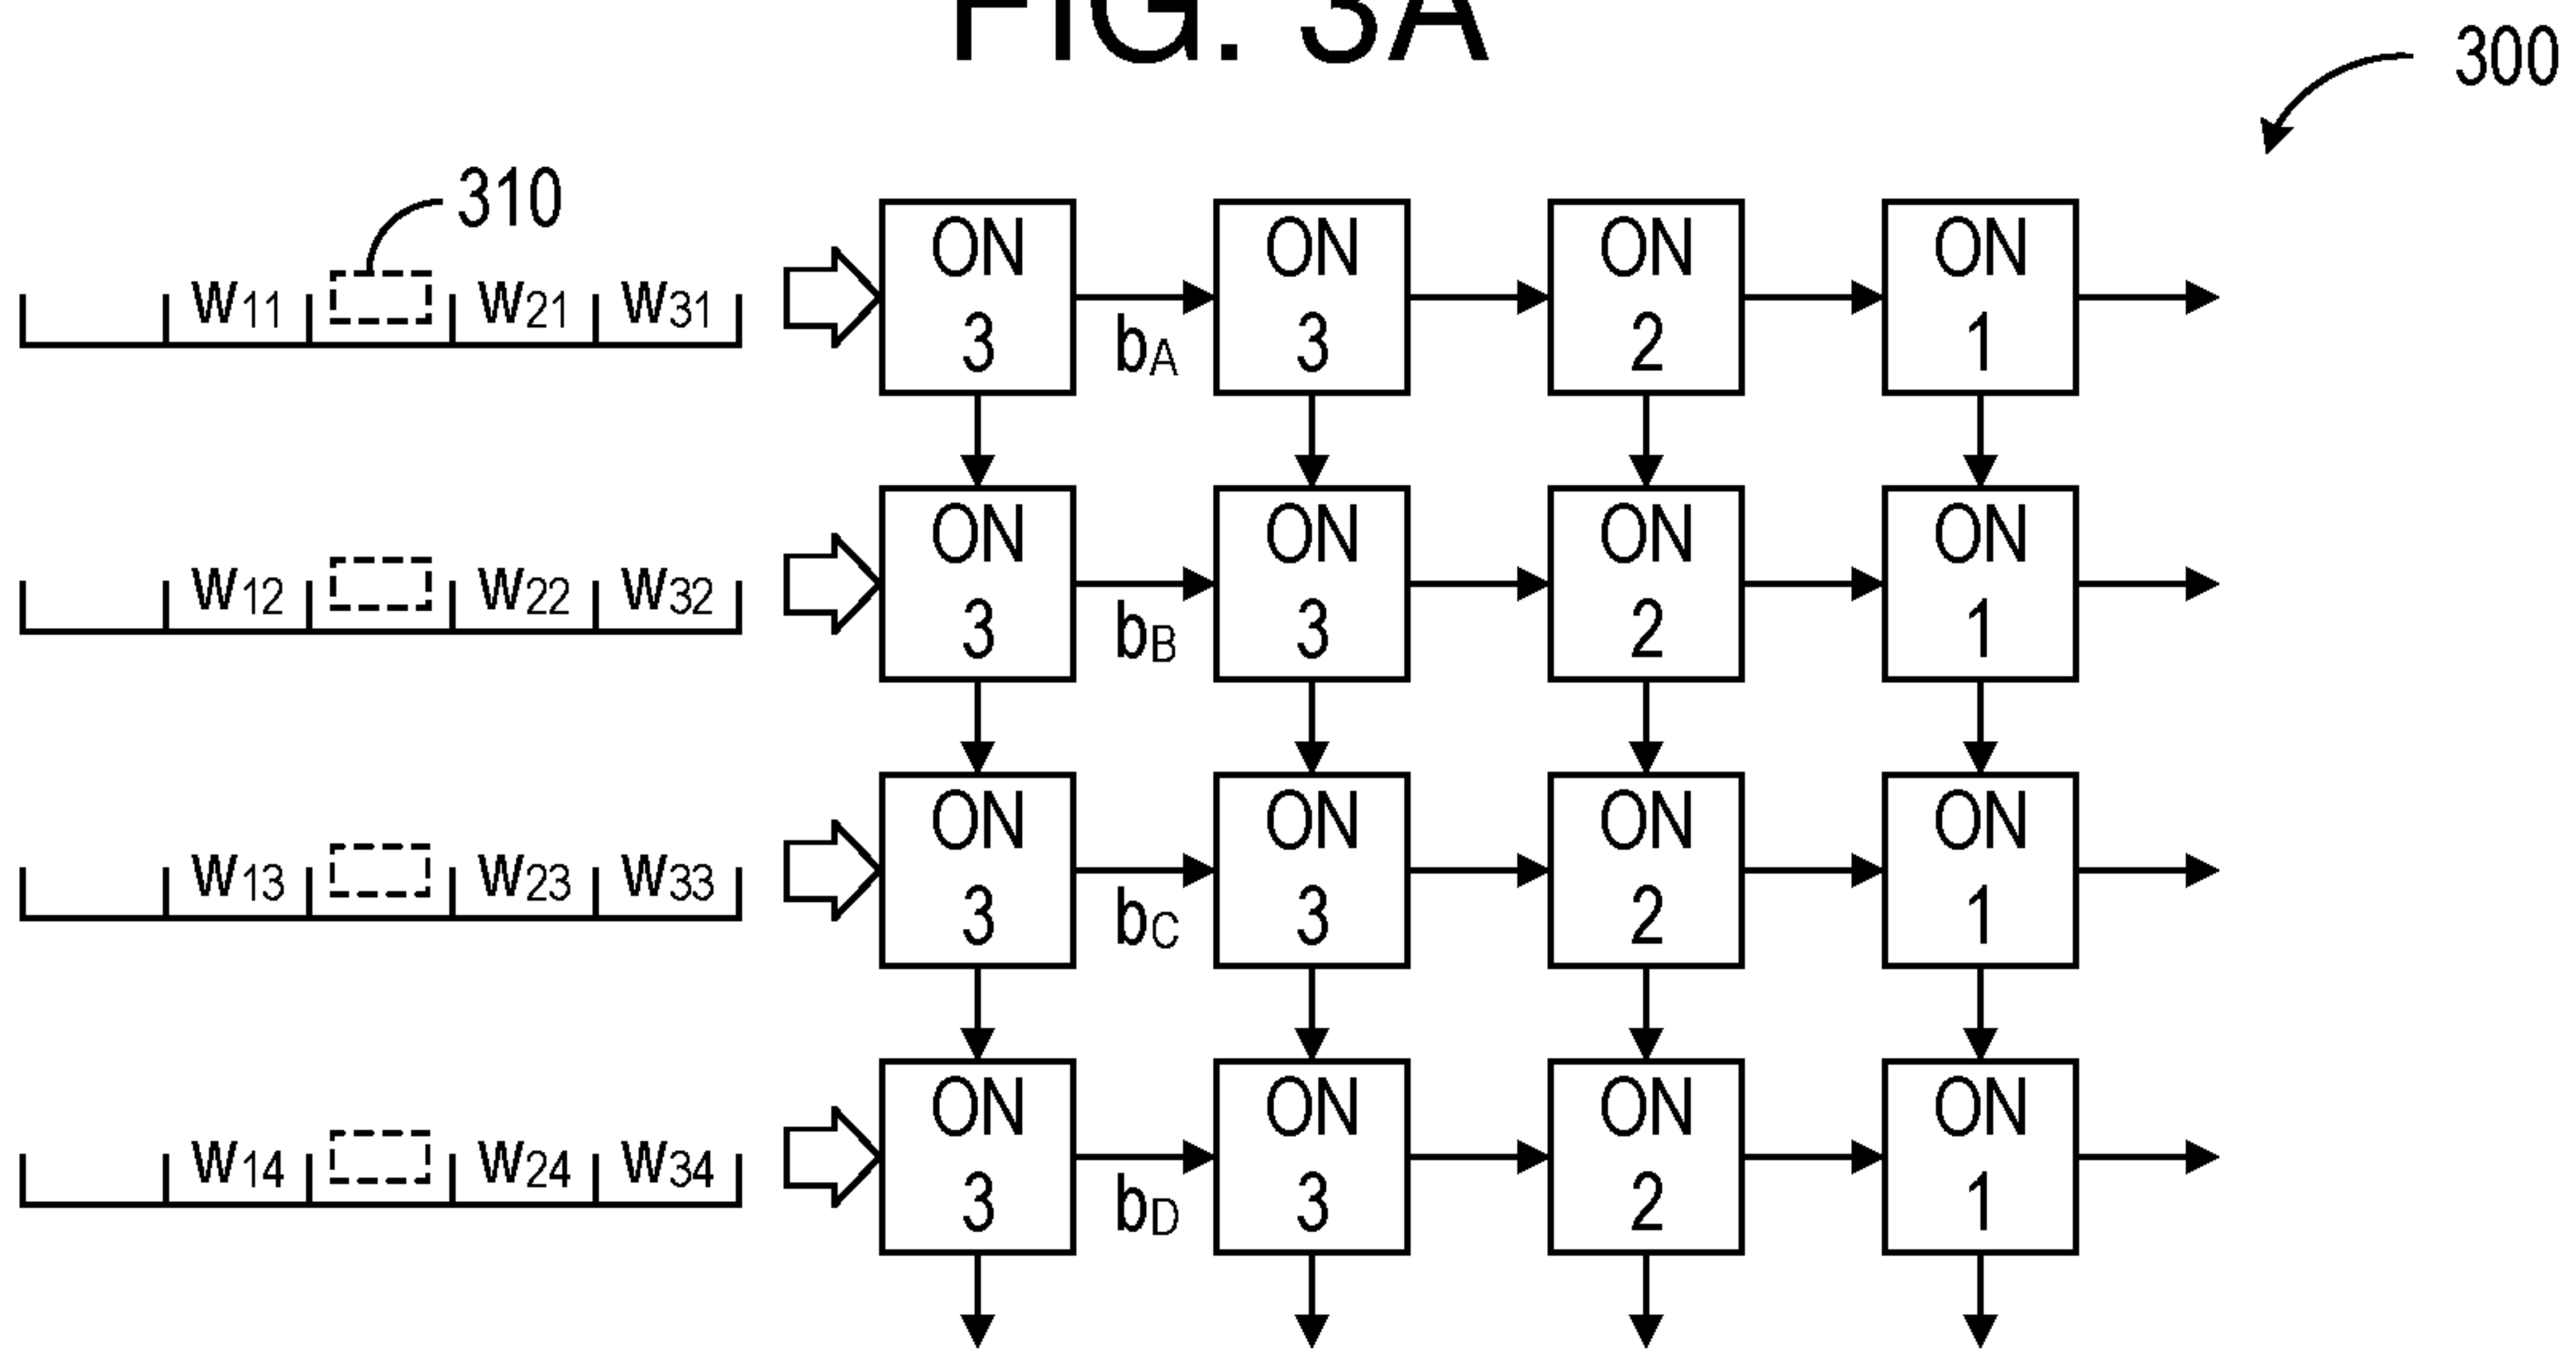 FIG. 3A
300
310
W11 W21 W31 ON ON ON ON
3 bA 3 2 1
W12 W22 W32 ON ON ON ON
3 bB 3 2 1
W13 W23 W33 ON ON ON ON
3 bC 3 2 1
W14 W24 W34 ON ON ON ON
3 bD 3 2 1